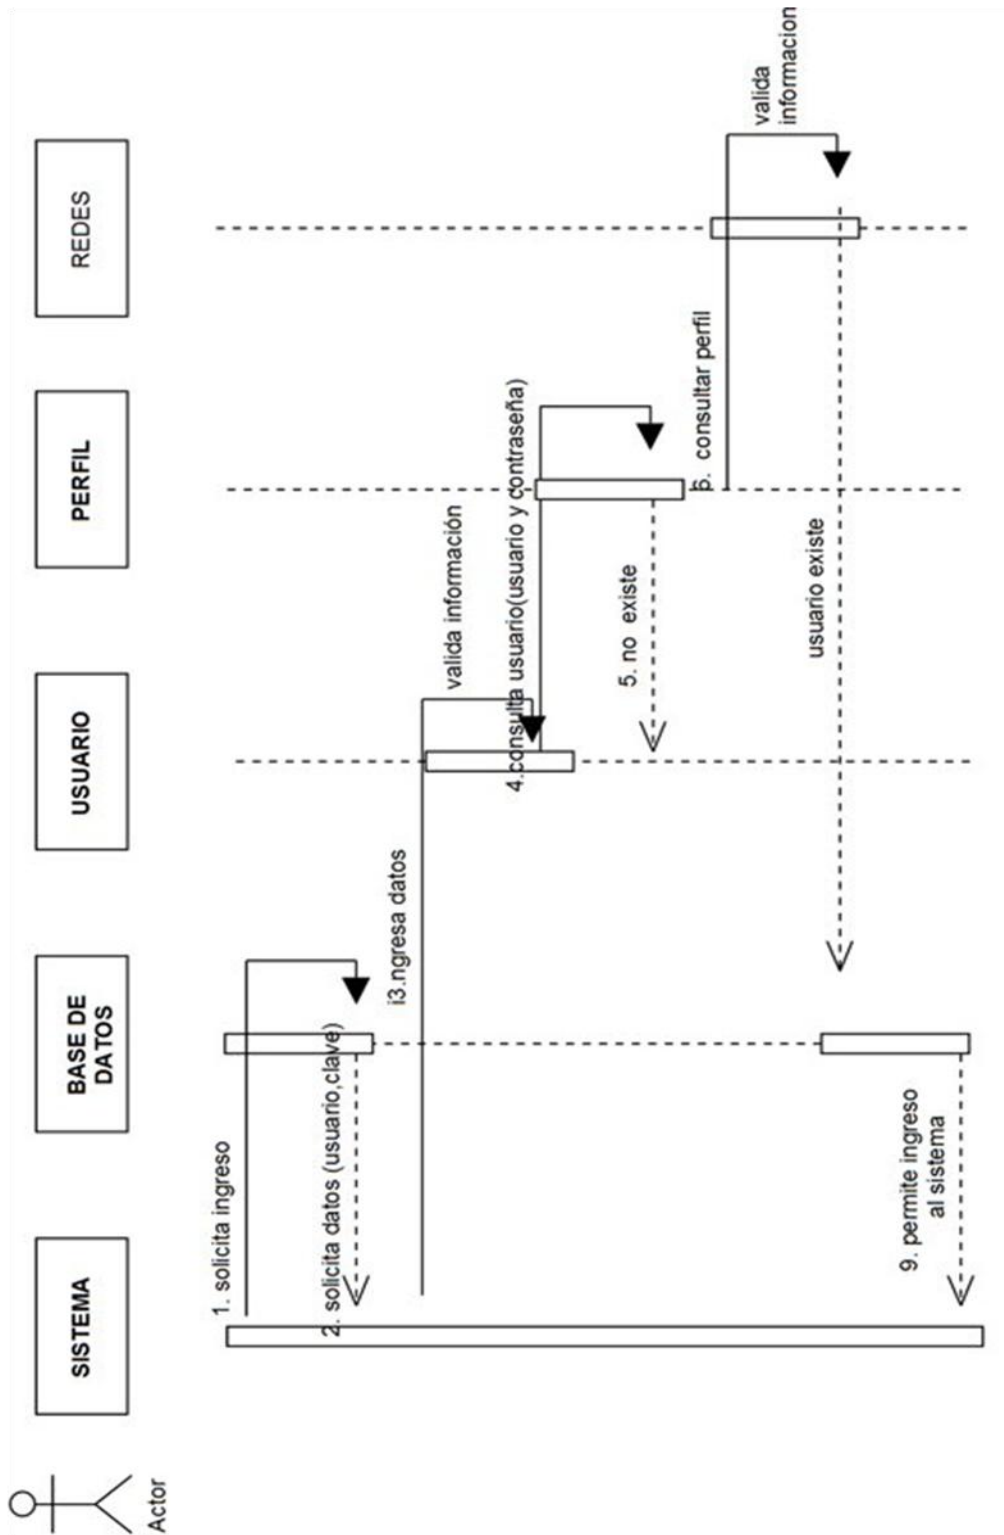 Actor
SISTEMA
BASE DE
DATOS
USUARIO
PERFIL
REDES
1. solicita ingreso
2. solicita datos (usuario,clave)
i3.ngresa datos
valida información
4.consulta usuario(usuario y contraseña)
5. no existe
6. consultar perfil
valida
informacion
usuario existe
9. permite ingreso
al sistema